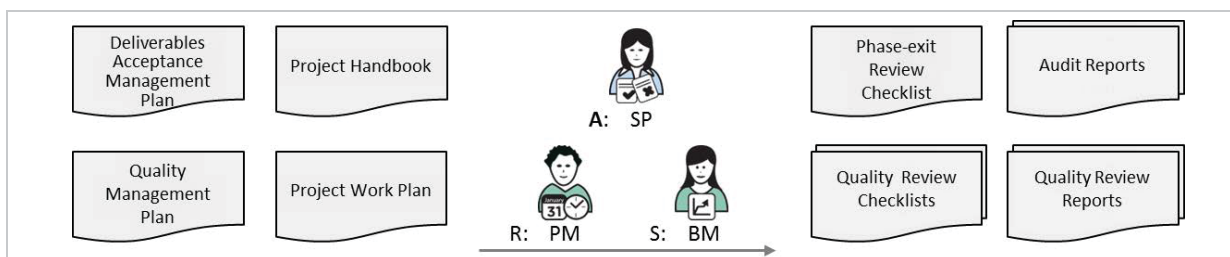 Deliverables
Acceptance
Management
Plan
Project Handbook
Quality
Management
Plan
Project Work Plan
A: SP
January
31
R: PM
S: BM
Phase-exit
Review
Checklist
Audit Reports
Quality Review
Checklists
Quality Review
Reports